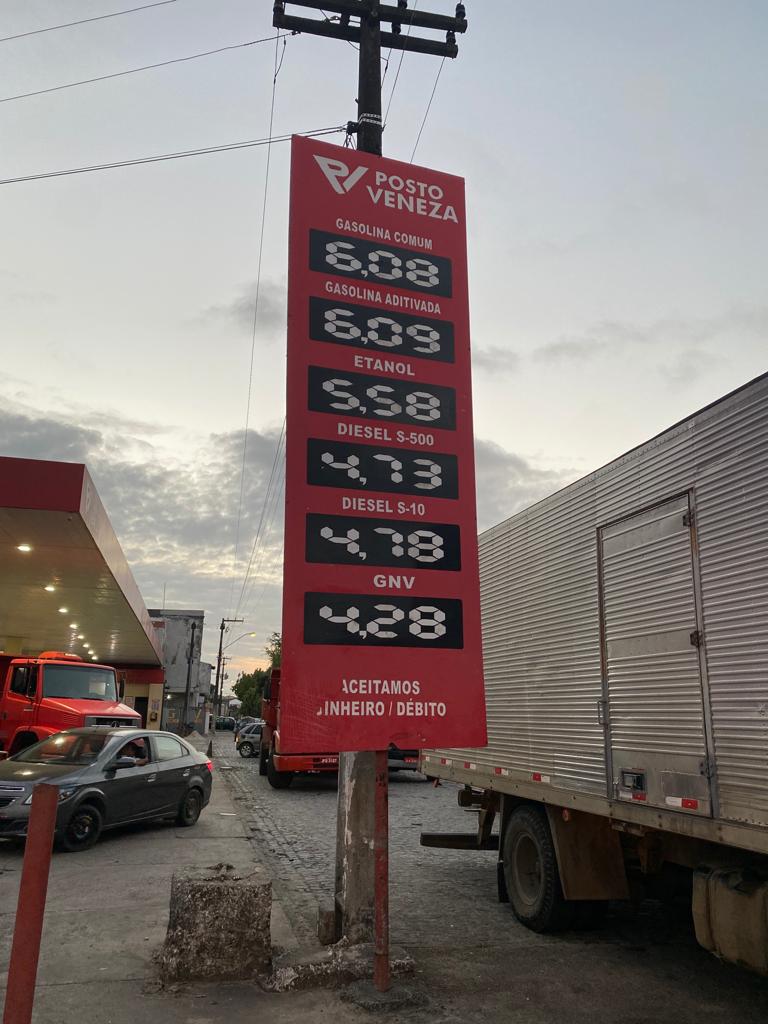 POSTO
VENEZA
GASOLINA COMUM
6,08
GASOLINA ADITIVADA
6,09
ETANOL
5,58
DIESEL S-500
4,73
DIESEL S-10
4,78
GNV
4,28
ACEITAMOS
INHEIRO / DÉBITO